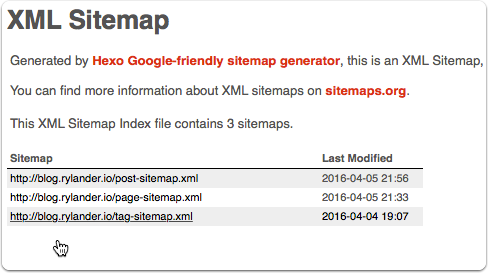 XML Sitemap
Generated by Hexo Google-friendly sitemap generator, this is an XML Sitemap,
You can find more information about XML sitemaps on sitemaps.org.
This XML Sitemap Index file contains 3 sitemaps.
Sitemap Last Modified
http://blog.rylander.io/post-sitemap.xml 2016-04-05 21:56
http://blog.rylander.io/page-sitemap.xml 2016-04-05 21:33
http://blog.rylander.io/tag-sitemap.xml 2016-04-04 19:07